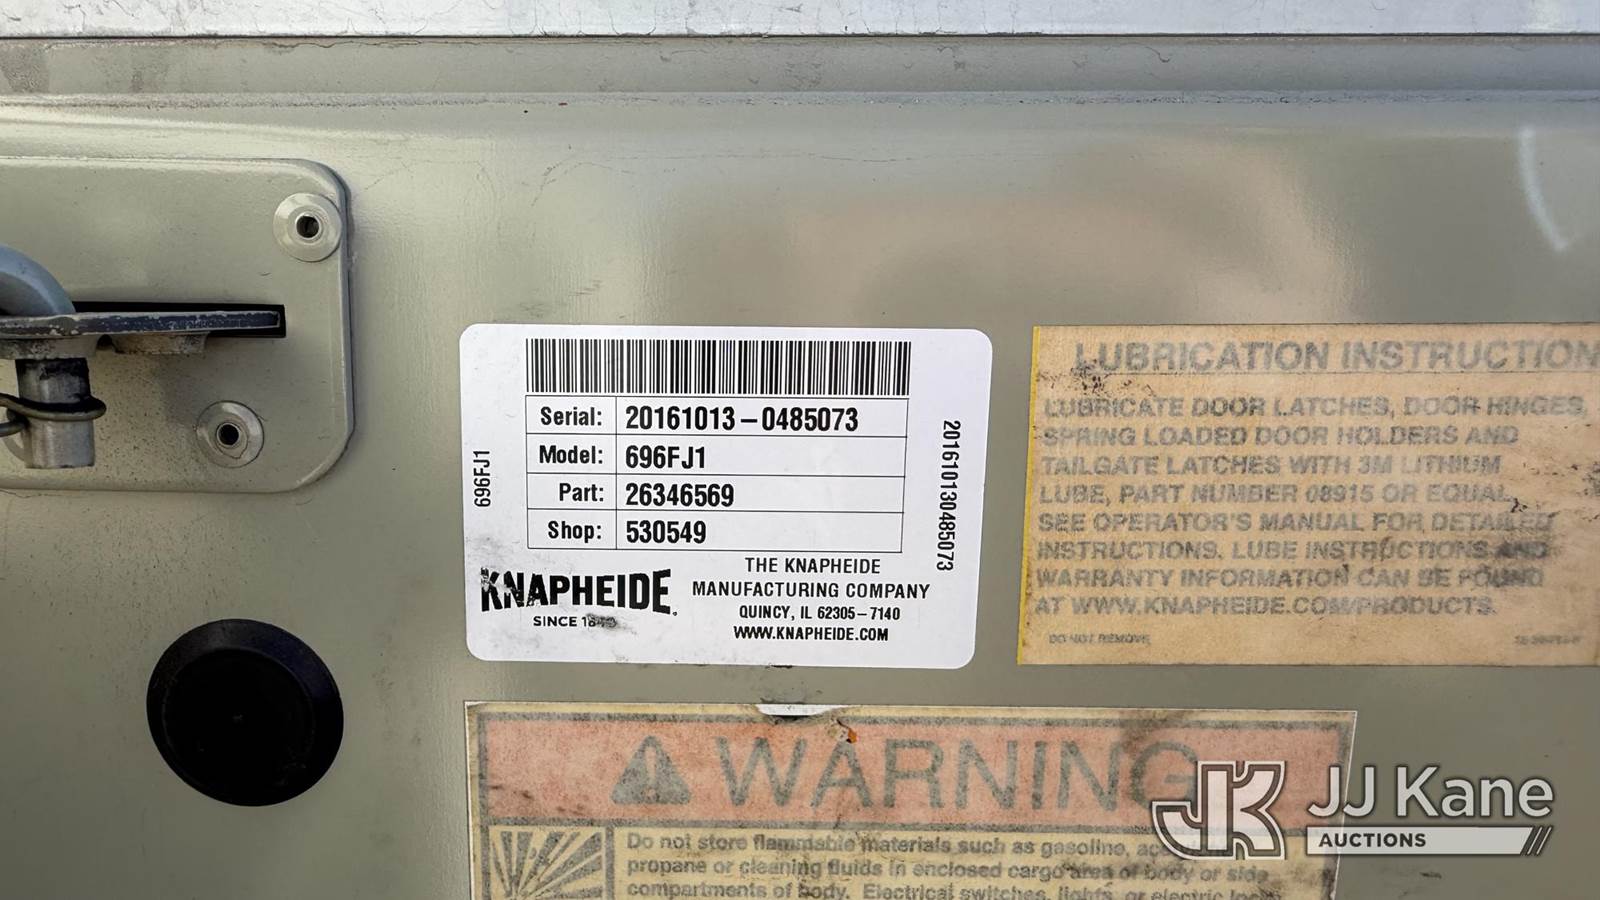 Serial: 20161013-0485073
Model: 696FJ1
Part: 26346569
Shop: 530549
696FJ1
201610130485073
KNAPHEIDE
SINCE
THE KNAPHEIDE
MANUFACTURING COMPANY
QUINCY, IL 62305-7140
WWW.KNAPHEIDE.COM
LUBRICATION INSTRUCTION
LUBRICATE DOOR LATCHES, DOOR HINGES,
SPRING LOADED DOOR HOLDERS AND
TAILGATE LATCHES WITH 3M LITHIUM
LUBE, PART NUMBER 08915 OR EQUAL,
SEE OPERATOR'S MANUAL FOR DETAILED
INSTRUCTIONS. LUBE INSTRUCTIONS AND
WARRANTY INFORMATION CAN BE FOUND
AT WWW.KNAPHEIDE.COM/PRODUCTS.
DO NOT REMOVE
WARNING
Do not store flammable materials such as gasoline,
propane or cleaning fluids in enclosed cargo area of body or side
compartments of body. Electrical switches, lights, or electric
JK JJ Kane
AUCTIONS